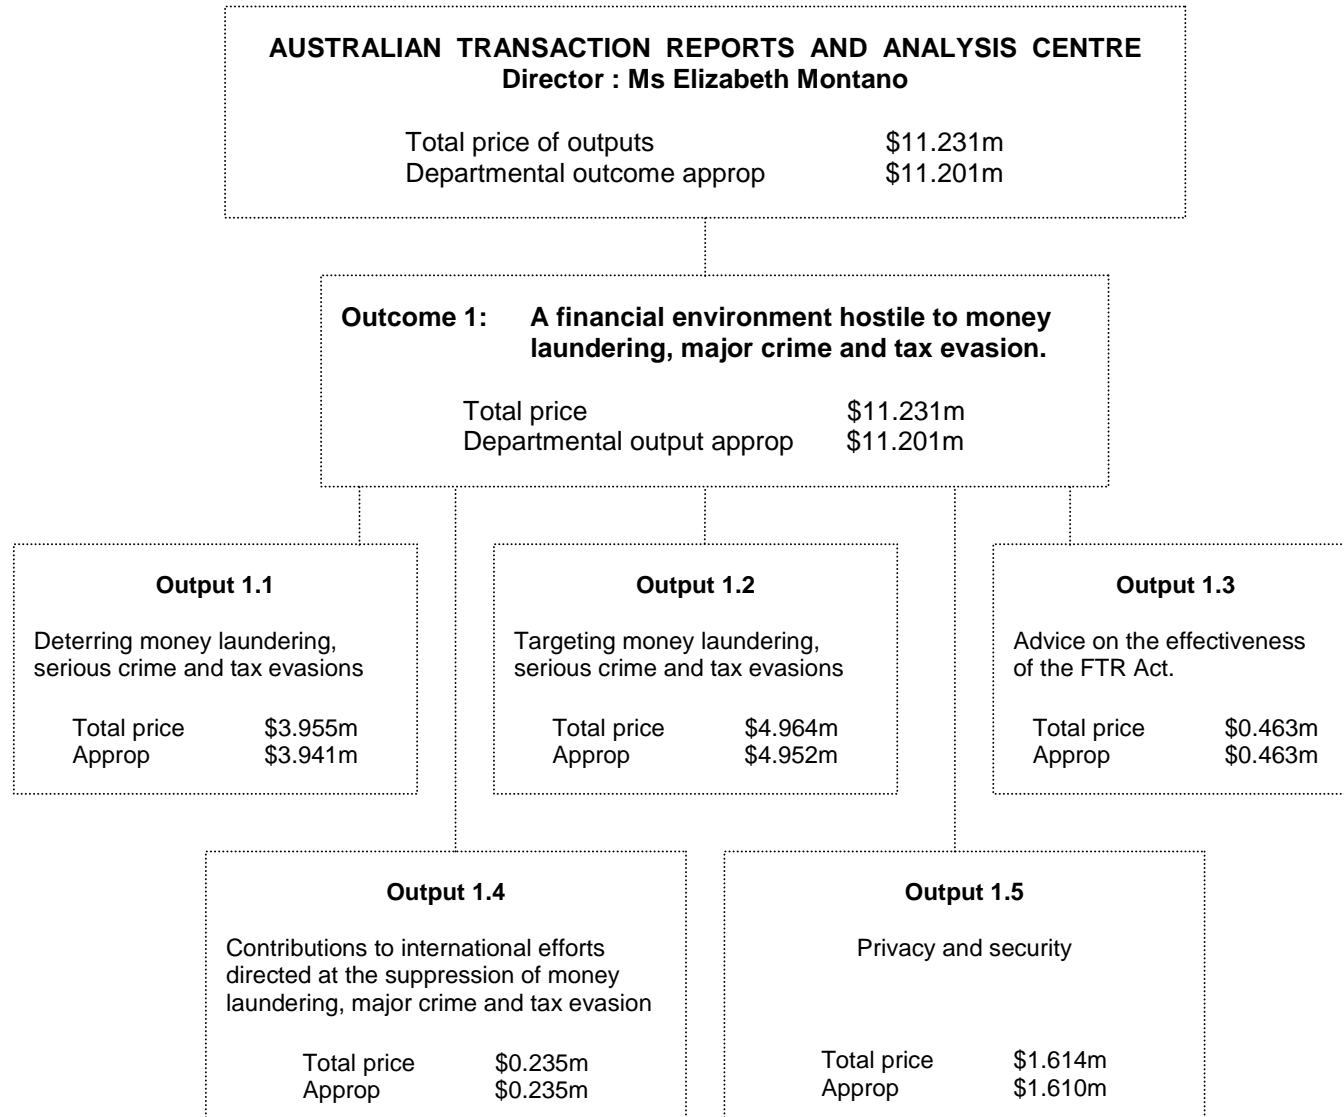 AUSTRALIAN TRANSACTION REPORTS AND ANALYSIS CENTRE
Director : Ms Elizabeth Montano
Total price of outputs $11.231m
Departmental outcome approp $11.201m
Outcome 1: A financial environment hostile to money
laundering, major crime and tax evasion.
Total price $11.231m
Departmental output approp $11.201m
Output 1.1
Deterring money laundering,
serious crime and tax evasions
Total price $3.955m
Approp $3.941m
Output 1.2
Targeting money laundering,
serious crime and tax evasions
Total price $4.964m
Approp $4.952m
Output 1.3
Advice on the effectiveness
of the FTR Act.
Total price $0.463m
Approp $0.463m
Output 1.4
Contributions to international efforts
directed at the suppression of money
laundering, major crime and tax evasion
Total price $0.235m
Approp $0.235m
Output 1.5
Privacy and security
Total price $1.614m
Approp $1.610m